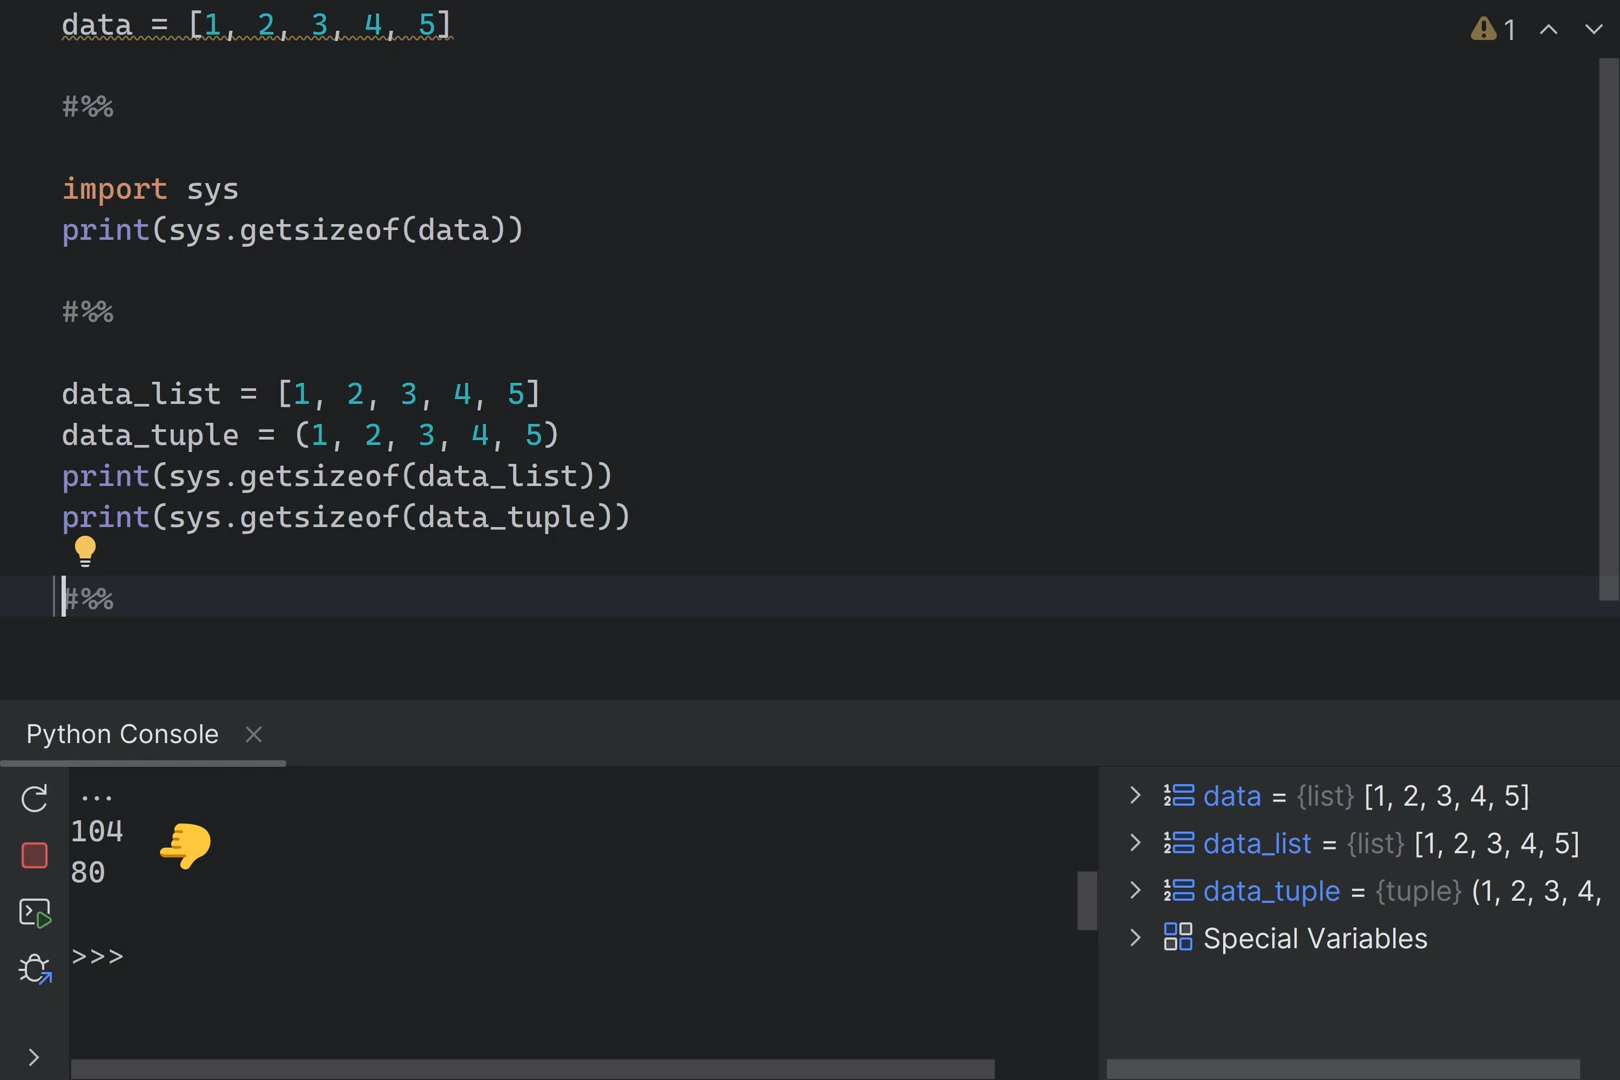 data = [1, 2, 3, 4, 5]
1
#%%
import sys
print(sys.getsizeof(data))
#%%
data_list = [1, 2, 3, 4, 5]
data_tuple = (1, 2, 3, 4, 5)
print(sys.getsizeof(data_list))
print(sys.getsizeof(data_tuple))
#%%
Python Console
...
104
80
>>>
data = {list} [1, 2, 3, 4, 5]
data_list = {list} [1, 2, 3, 4, 5]
data_tuple = {tuple} (1, 2, 3, 4,
Special Variables